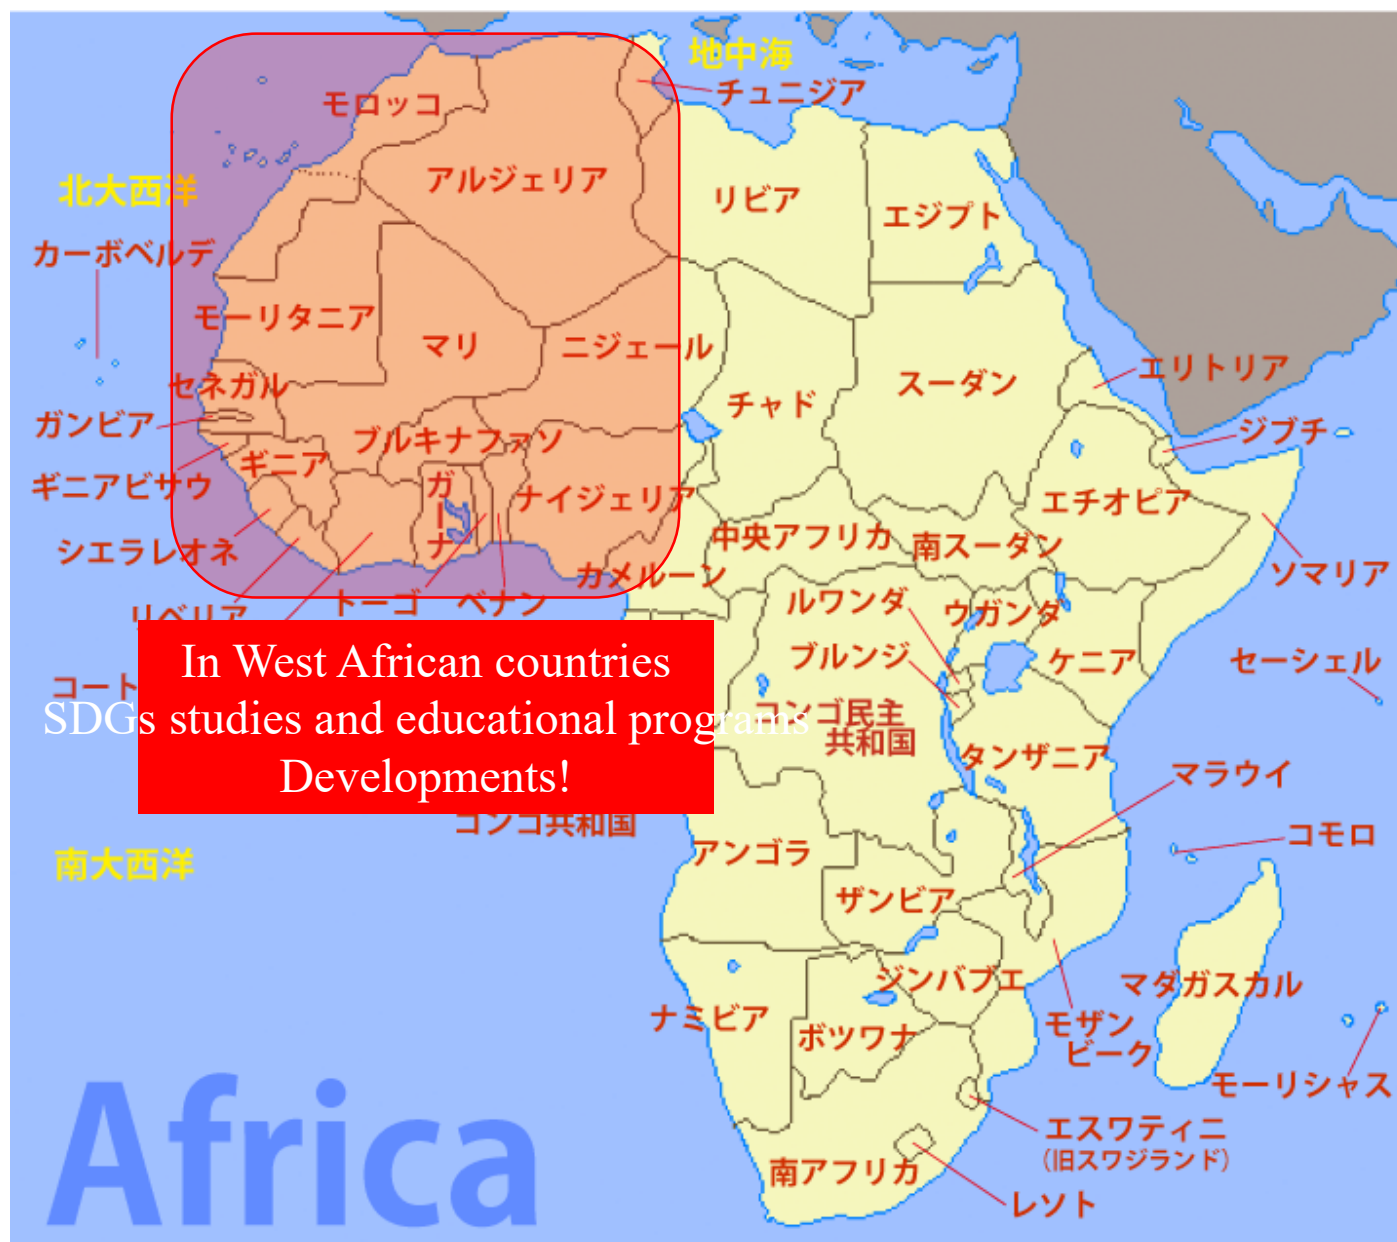 地中海
モロッコ
チュニジア
アルジェリア
北大西洋
リビア
エジプト
カーボベルデ
モーリタニア
マリ
ニジェール
エリトリア
セネガル
スーダン
チャド
ガンビア
ジブチ
ブルキナファソ
ギニア
ギニアビサウ
ガーナ
ナイジェリア
エチオピア
中央アフリカ
南スーダン
シエラレオネ
カメルーン
ソマリア
リベリア
トーゴ
ベナン
ルワンダ
ウガンダ
In West African countries
ブルンジ
ケニア
セーシェル
コート
SDGs studies and educational programs
コンゴ民主
共和国
タンザニア
Developments!
マラウイ
コンゴ共和国
コモロ
アンゴラ
南大西洋
ザンビア
ジンバブエ
マダガスカル
ナミビア
ボツワナ
モザン
ビーク
モーリシャス
エスワティニ
(旧スワジランド)
Africa
南アフリカ
レソト